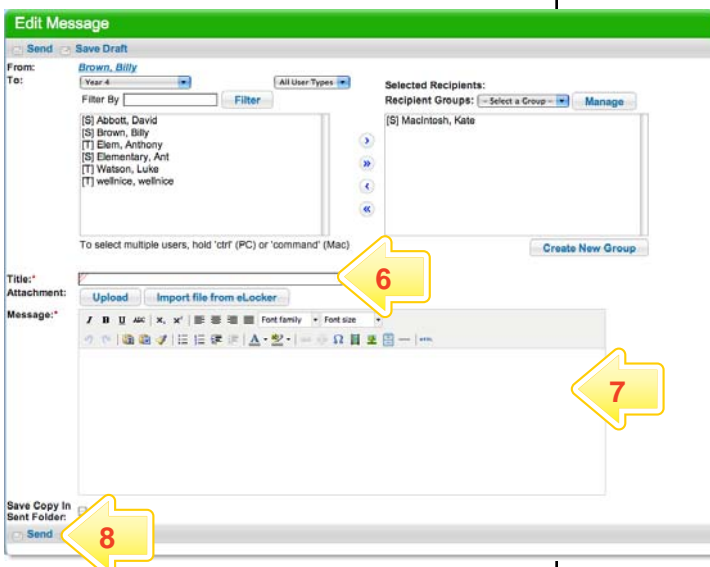 Edit Message
Send Save Draft
From: Brown, Billy
To: Year 4 All User Types
Selected Recipients:
Filter By Filter
Recipient Groups: - Select a Group - Manage
[S] Abbott, David
[S] Brown, Billy
[T] Elem, Anthony
[S] Elementary, Ant
[T] Watson, Luke
[T] wellnice, wellnice
[S] MacIntosh, Kate
To select multiple users, hold 'ctrl' (PC) or 'command' (Mac)
Create New Group
Title:*
6
Attachment: Upload Import file from eLocker
Message:*
I B U ABC x, x' Font family Font size
A ab Ω HTML
7
Save Copy In
Sent Folder:
Send
8